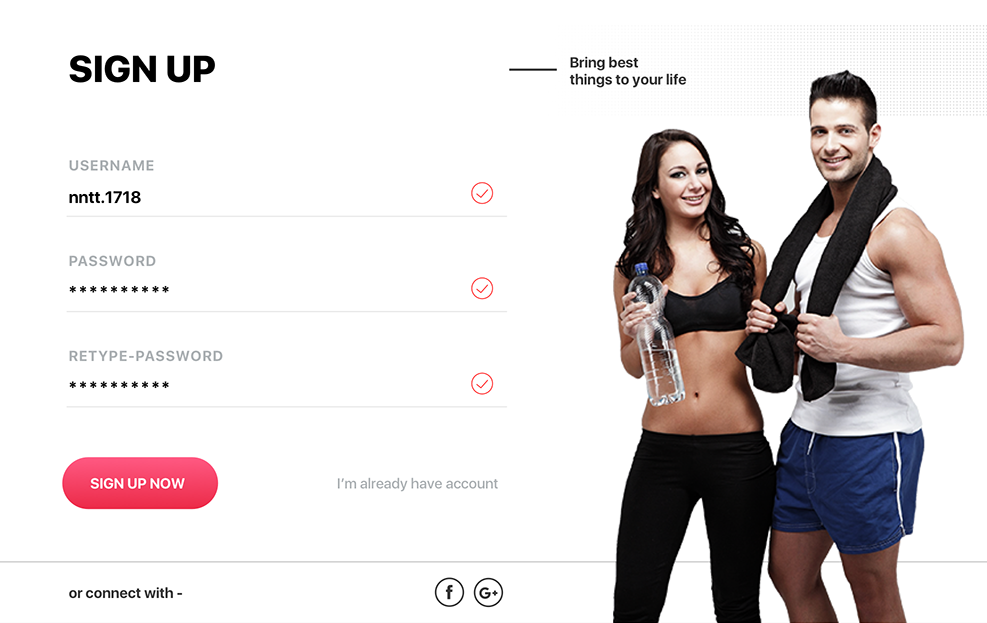 SIGN UP
Bring best
things to your life
USERNAME
nntt.1718
PASSWORD
**********
RETYPE-PASSWORD
**********
SIGN UP NOW
I'm already have account
or connect with -
f
G+